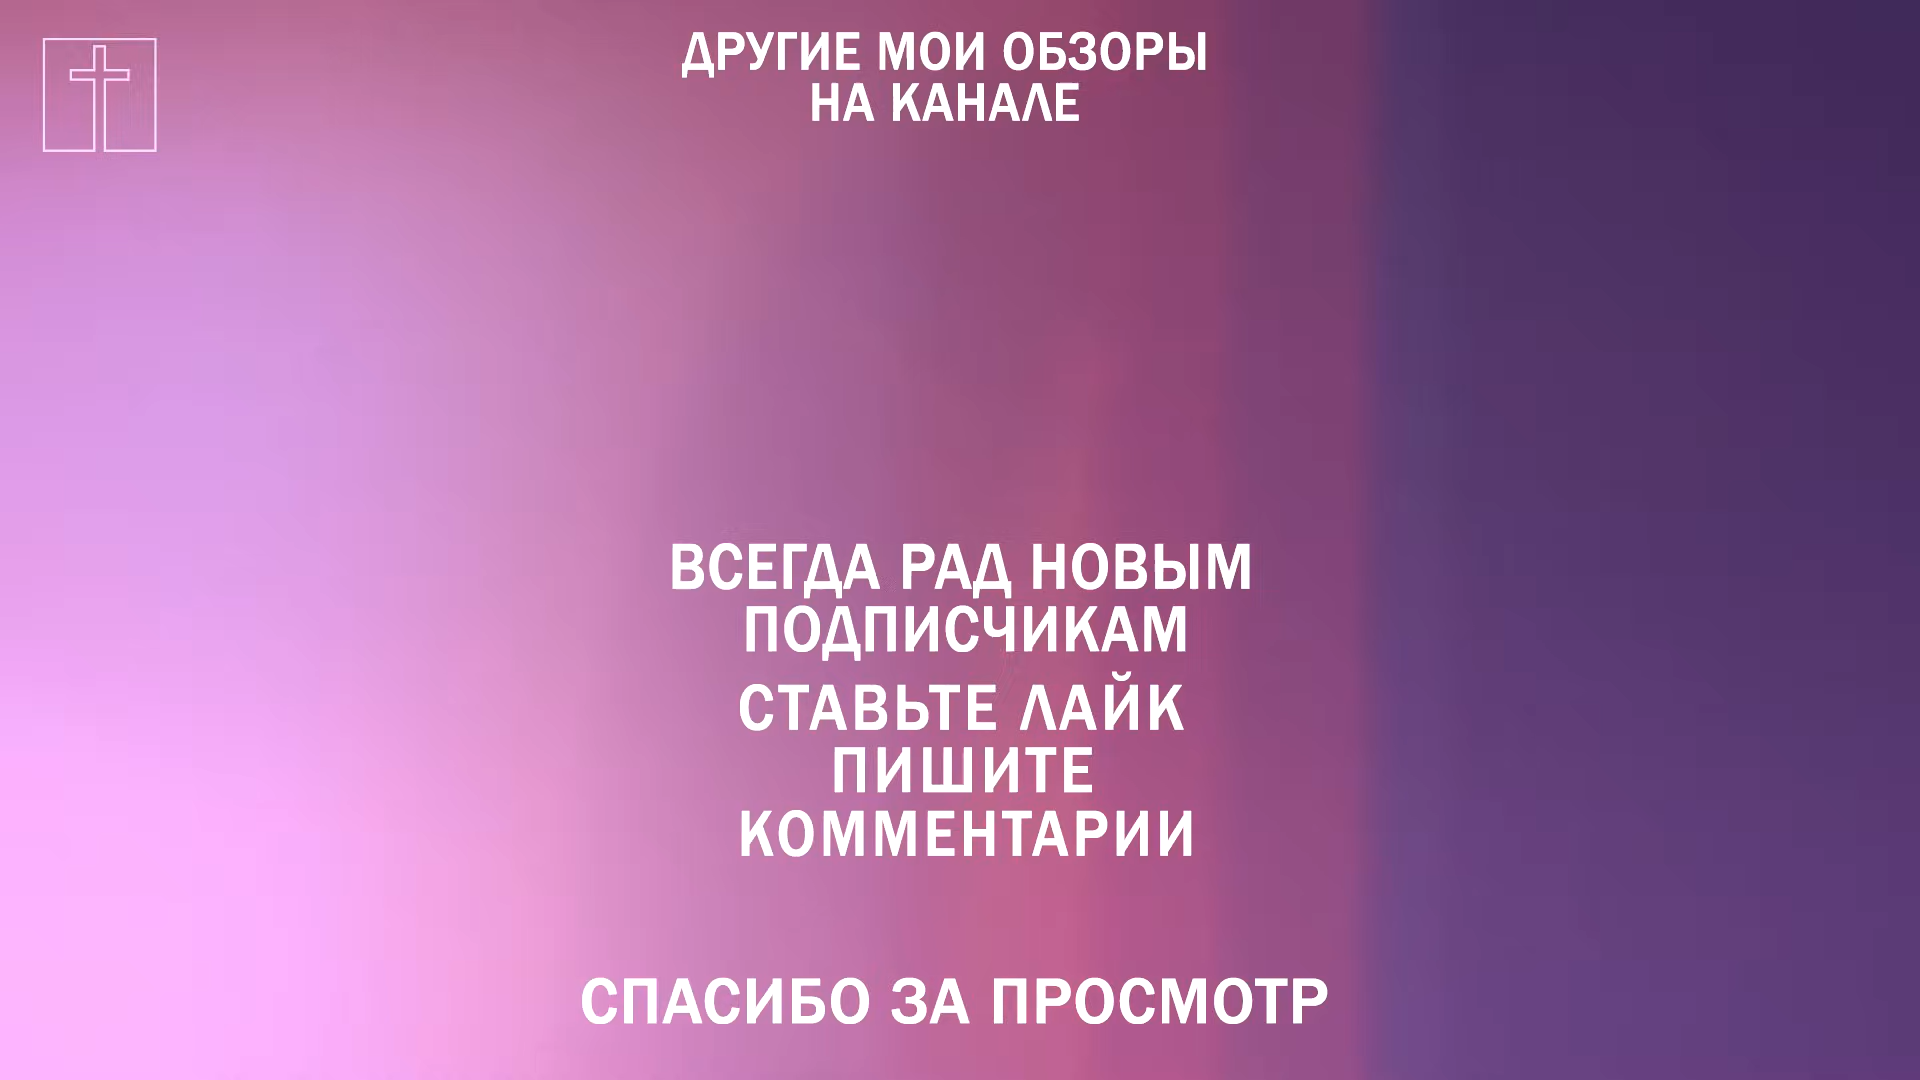 ДРУГИЕ МОИ ОБЗОРЫ
НА КАНАЛЕ
ВСЕГДА РАД НОВЫМ
ПОДПИСЧИКАМ
СТАВЬТЕ ЛАЙК
ПИШИТЕ
КОММЕНТАРИИ
СПАСИБО ЗА ПРОСМОТР